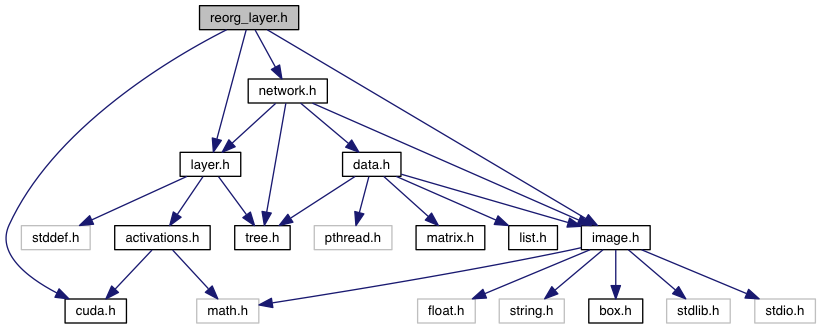 reorg_layer.h
network.h
layer.h
data.h
stddef.h
activations.h
tree.h
pthread.h
matrix.h
list.h
image.h
cuda.h
math.h
float.h
string.h
box.h
stdlib.h
stdio.h